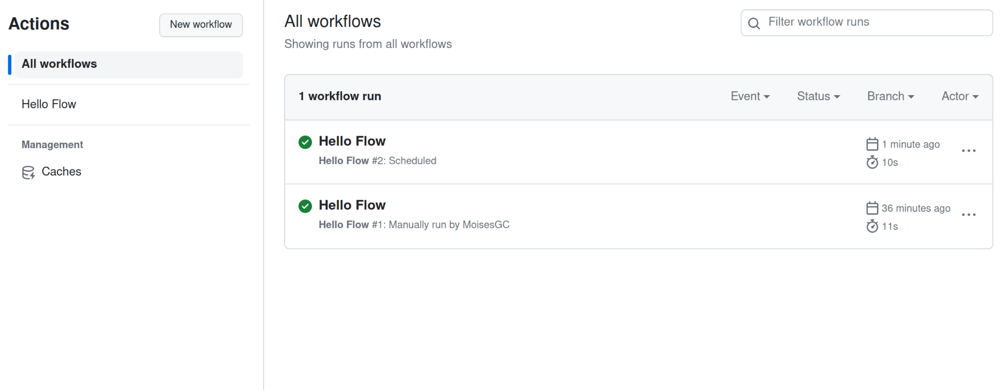 Actions
New workflow
All workflows
Hello Flow
Management
Caches
All workflows
Showing runs from all workflows
Filter workflow runs
1 workflow run
Event
Status
Branch
Actor
Hello Flow
Hello Flow #2: Scheduled
1 minute ago
10s
Hello Flow
Hello Flow #1: Manually run by MoisesGC
36 minutes ago
11s